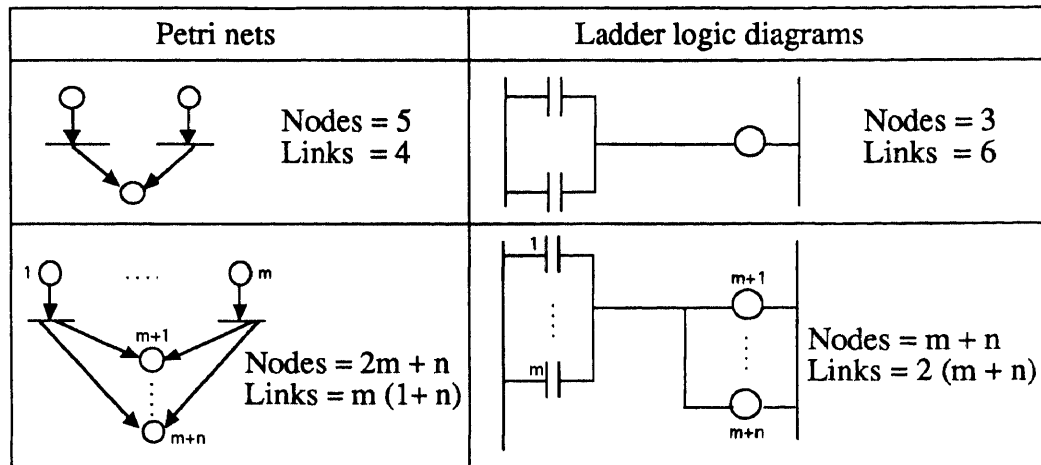 Petri nets
Ladder logic diagrams
Nodes = 5
Links = 4
Nodes = 3
Links = 6
1 .... m
m+1
m+n
Nodes = 2m + n
Links = m (1+ n)
1
m
m+1
m+n
Nodes = m + n
Links = 2 (m + n)